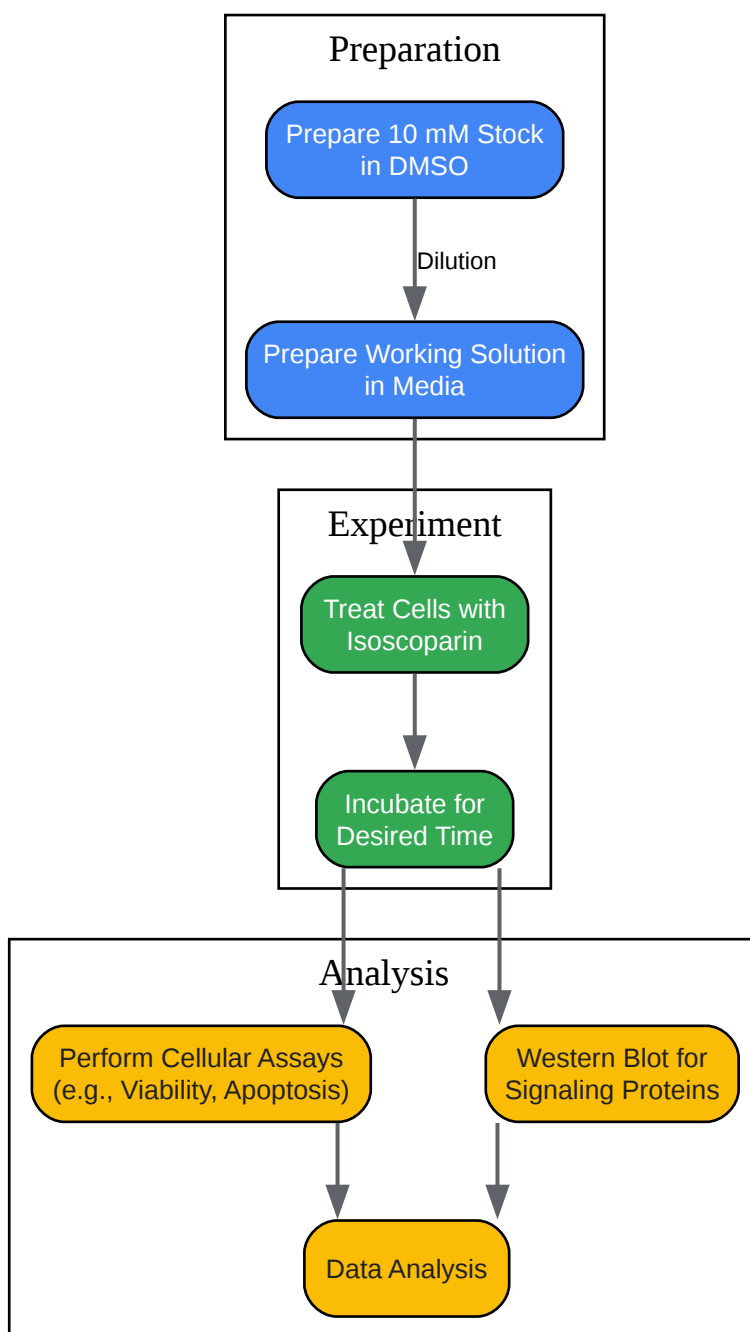 Preparation
Prepare 10 mM Stock
in DMSO
Dilution
Prepare Working Solution
in Media
Experiment
Treat Cells with
Isoscoparin
Incubate for
Desired Time
Analysis
Perform Cellular Assays
(e.g., Viability, Apoptosis)
Western Blot for
Signaling Proteins
Data Analysis